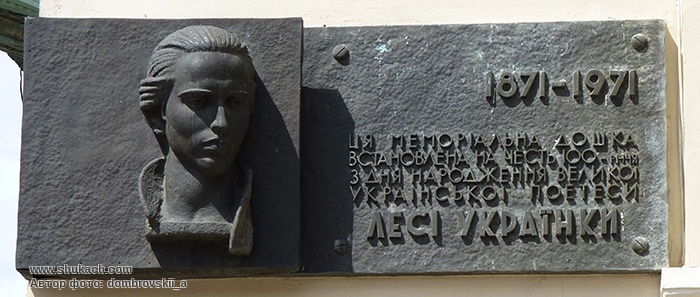 1871-1971
ЦЯ МЕМОРІАЛЬНА ДОШКА
ВСТАНОВЛЕНА НА ЧЕСТЬ 100-РІЧЧЯ
З ДНЯ НАРОДЖЕННЯ ВЕЛИКОЇ
УКРАЇНСЬКОЇ ПОЕТЕСИ
ЛЕСІ УКРАЇНКИ
www.shukach.com
Автор фото: dombrovskii_a